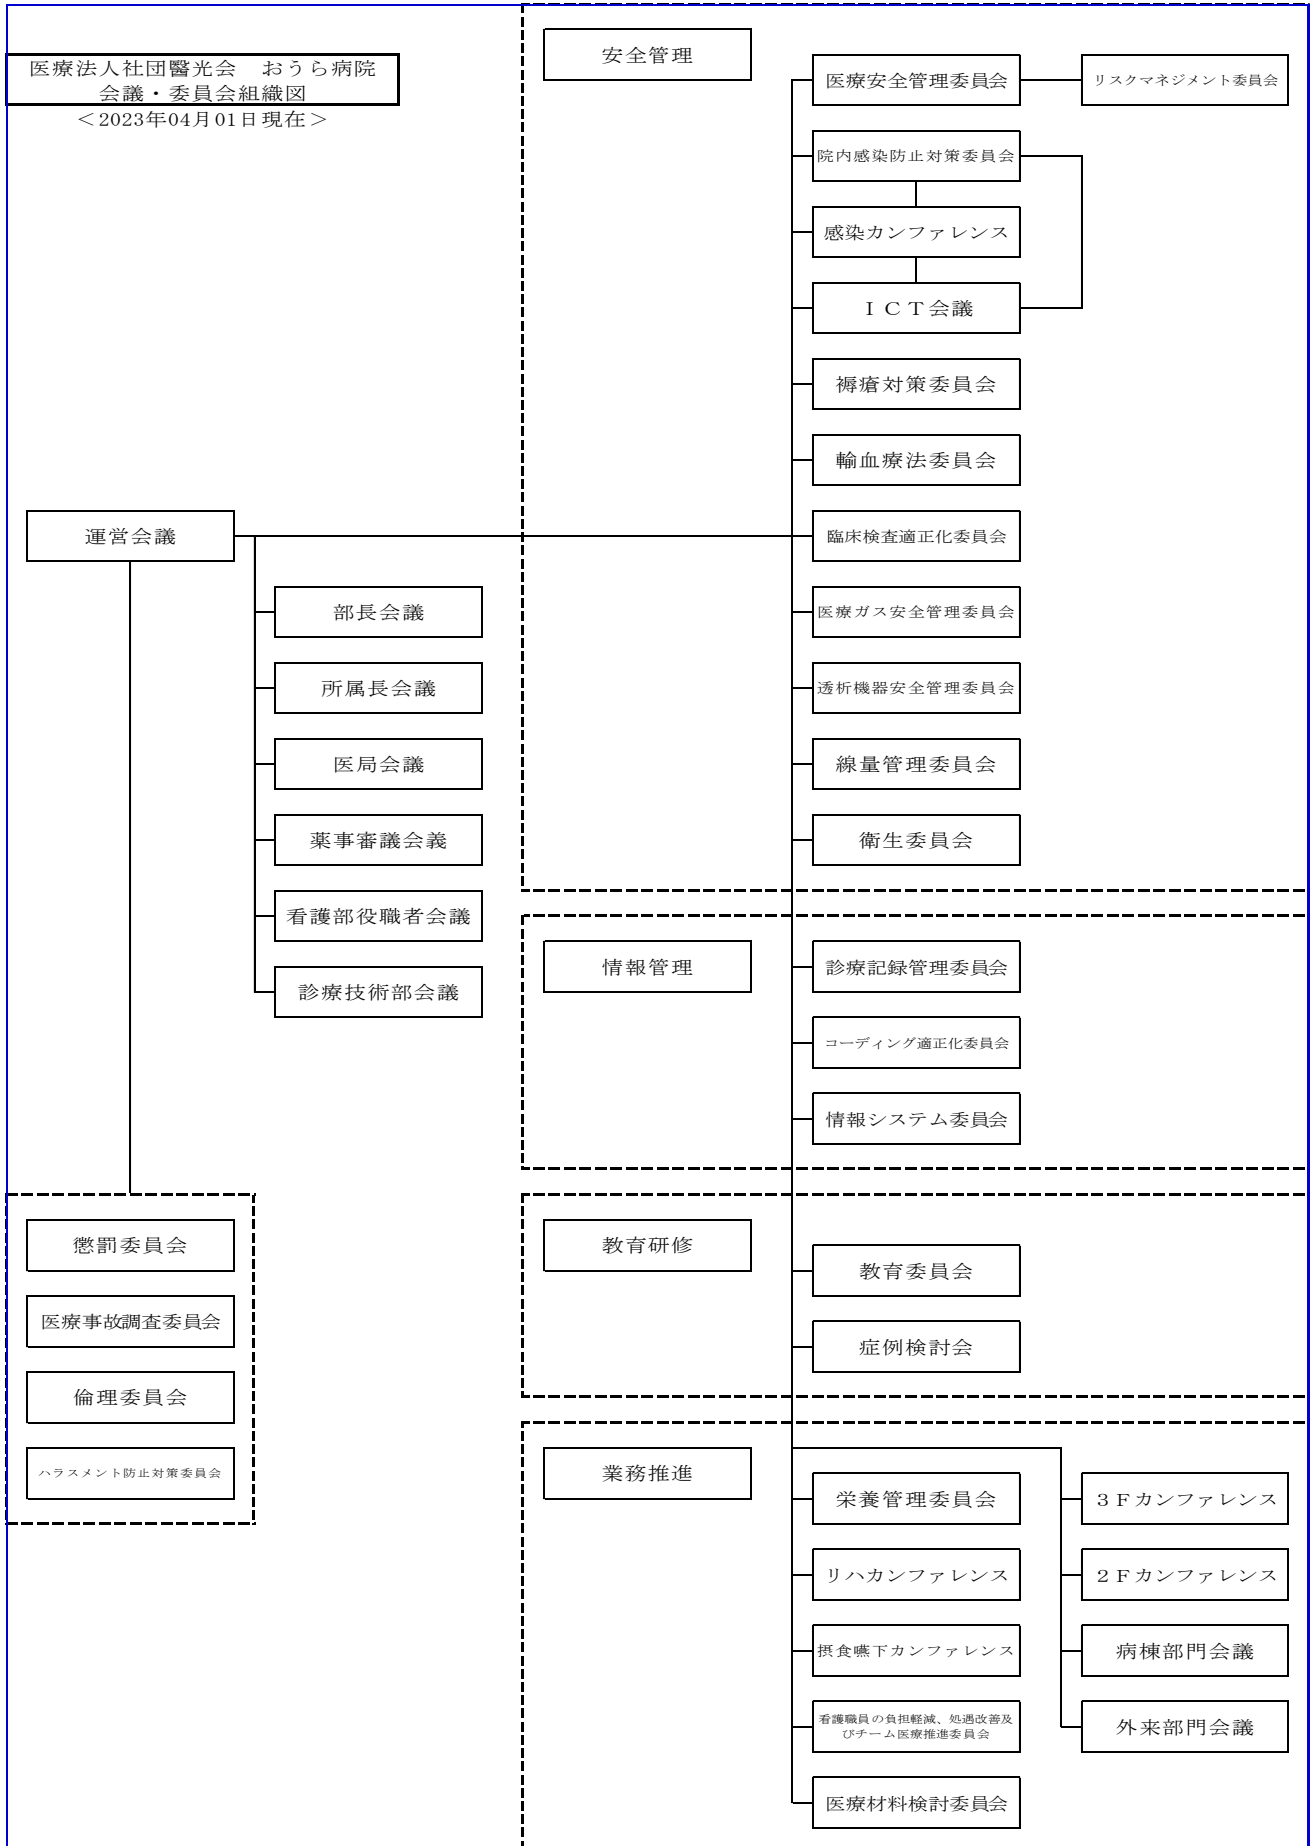 医療法人社団醫光会　おうら病院
会議・委員会組織図
＜2023年04月01日現在＞
安全管理
医療安全管理委員会
リスクマネジメント委員会
院内感染防止対策委員会
感染カンファレンス
ＩＣＴ会議
褥瘡対策委員会
輸血療法委員会
運営会議
臨床検査適正化委員会
部長会議
医療ガス安全管理委員会
所属長会議
透析機器安全管理委員会
医局会議
線量管理委員会
薬事審議会義
衛生委員会
看護部役職者会議
情報管理
診療記録管理委員会
診療技術部会議
コーディング適正化委員会
情報システム委員会
懲罰委員会
教育研修
教育委員会
医療事故調査委員会
症例検討会
倫理委員会
ハラスメント防止対策委員会
業務推進
栄養管理委員会
３Ｆカンファレンス
リハカンファレンス
２Ｆカンファレンス
摂食嚥下カンファレンス
病棟部門会議
看護職員の負担軽減、処遇改善及
びチーム医療推進委員会
外来部門会議
医療材料検討委員会